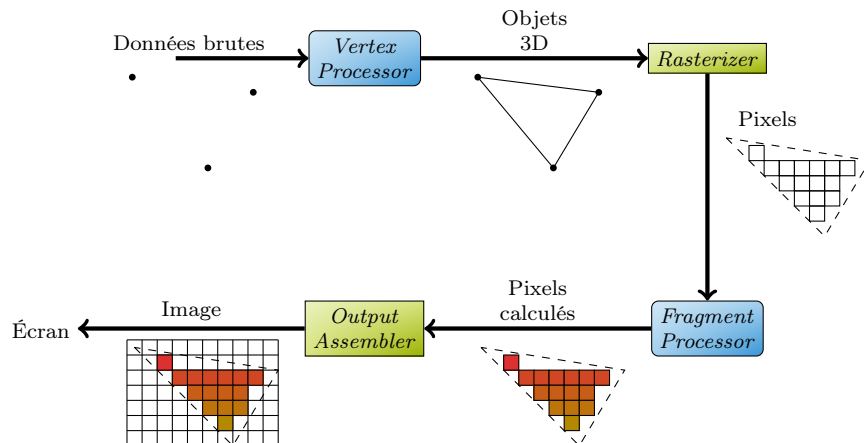 Données brutes
Vertex
Processor
Objets
3D
Rasterizer
Pixels
Écran
Image
Output
Assembler
Pixels
calculés
Fragment
Processor